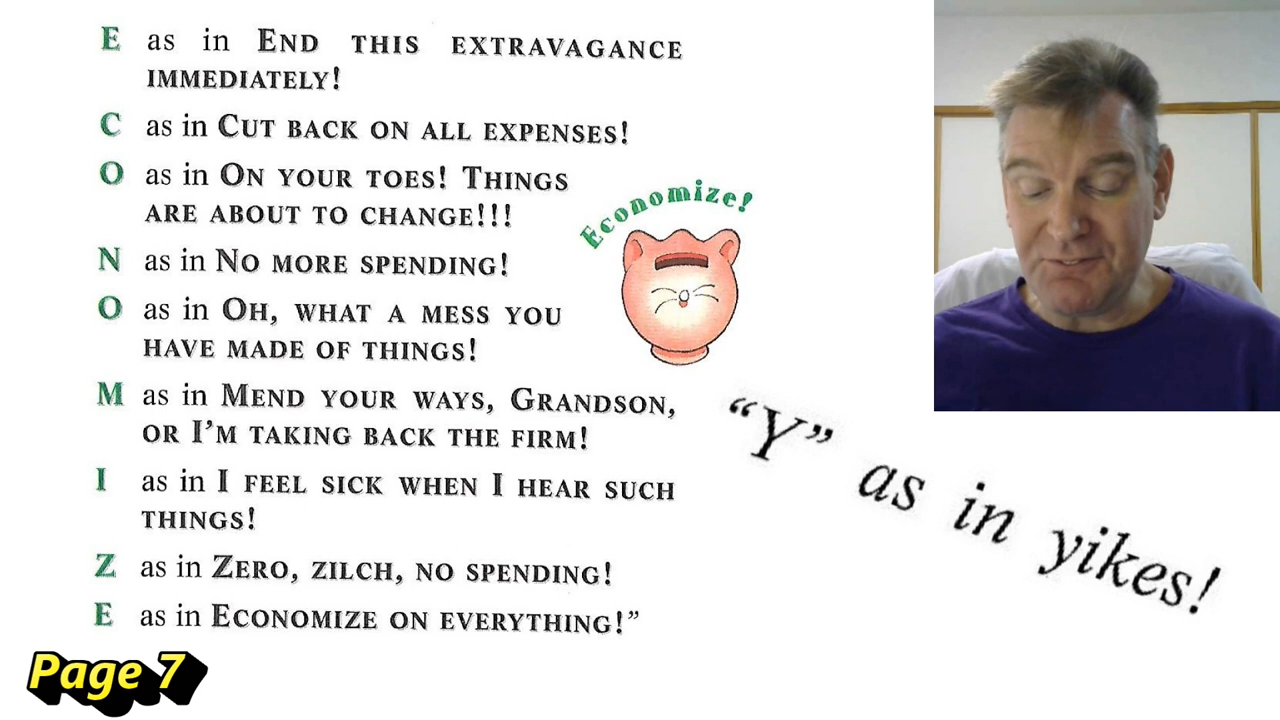 E as in END THIS EXTRAVAGANCE
IMMEDIATELY!
C as in CUT BACK ON ALL EXPENSES!
O as in ON YOUR TOES! THINGS
ARE ABOUT TO CHANGE!!!
N as in NO MORE SPENDING!
O as in OH, WHAT A MESS YOU
HAVE MADE OF THINGS!
M as in MEND YOUR WAYS, GRANDSON,
OR I'M TAKING BACK THE FIRM!
I as in I FEEL SICK WHEN I HEAR SUCH
THINGS!
Z as in ZERO, ZILCH, NO SPENDING!
E as in ECONOMIZE ON EVERYTHING!”
Economize!
“Y” as in yikes!
Page 7